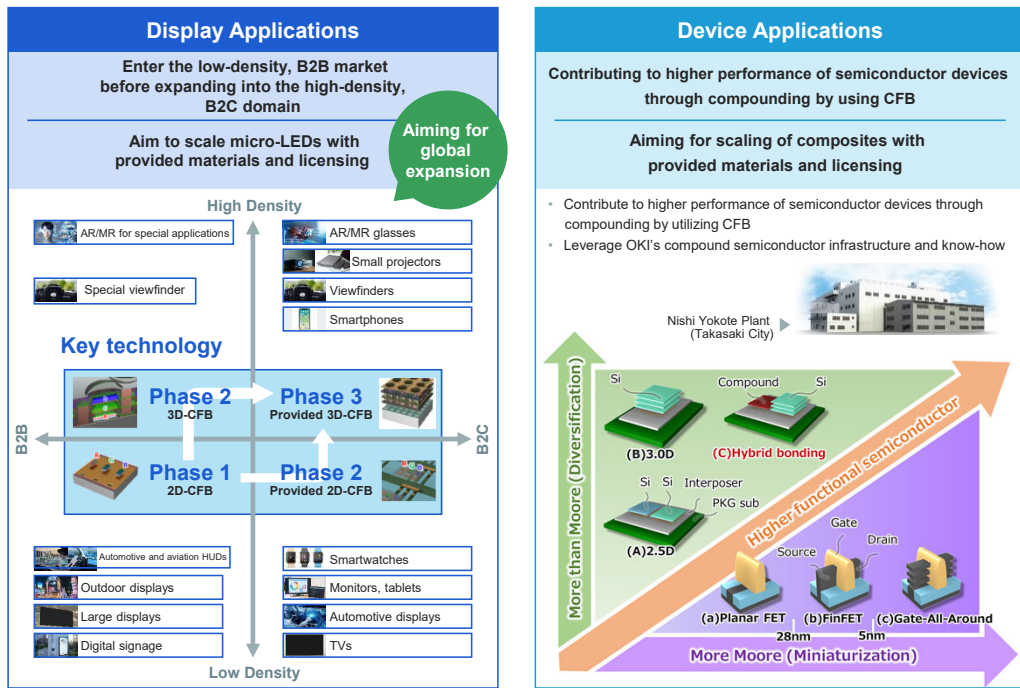 Display Applications
Enter the low-density, B2B market
before expanding into the high-density,
B2C domain
Aim to scale micro-LEDs with
provided materials and licensing
Aiming for
global
expansion
High Density
AR/MR for special applications
Special viewfinder
AR/MR glasses
Small projectors
Viewfinders
Smartphones
Key technology
Phase 2
3D-CFB
Phase 3
Provided 3D-CFB
B2B
B2C
Phase 1
2D-CFB
Phase 2
Provided 2D-CFB
Automotive and aviation HUDs
Outdoor displays
Large displays
Digital signage
Smartwatches
Monitors, tablets
Automotive displays
TVs
Low Density
Device Applications
Contributing to higher performance of semiconductor devices
through compounding by using CFB
Aiming for scaling of composites with
provided materials and licensing
• Contribute to higher performance of semiconductor devices through
compounding by utilizing CFB
• Leverage OKI's compound semiconductor infrastructure and know-how
Nishi Yokote Plant
(Takasaki City)
More than Moore (Diversification)
Si
(B)3.0D
Compound
Si
(C)Hybrid bonding
Si
Si
Interposer
PKG sub
(A)2.5D
Higher functional semiconductor
Gate
Source
Drain
(a)Planar FET
(b)FinFET
(c)Gate-All-Around
28nm
5nm
More Moore (Miniaturization)